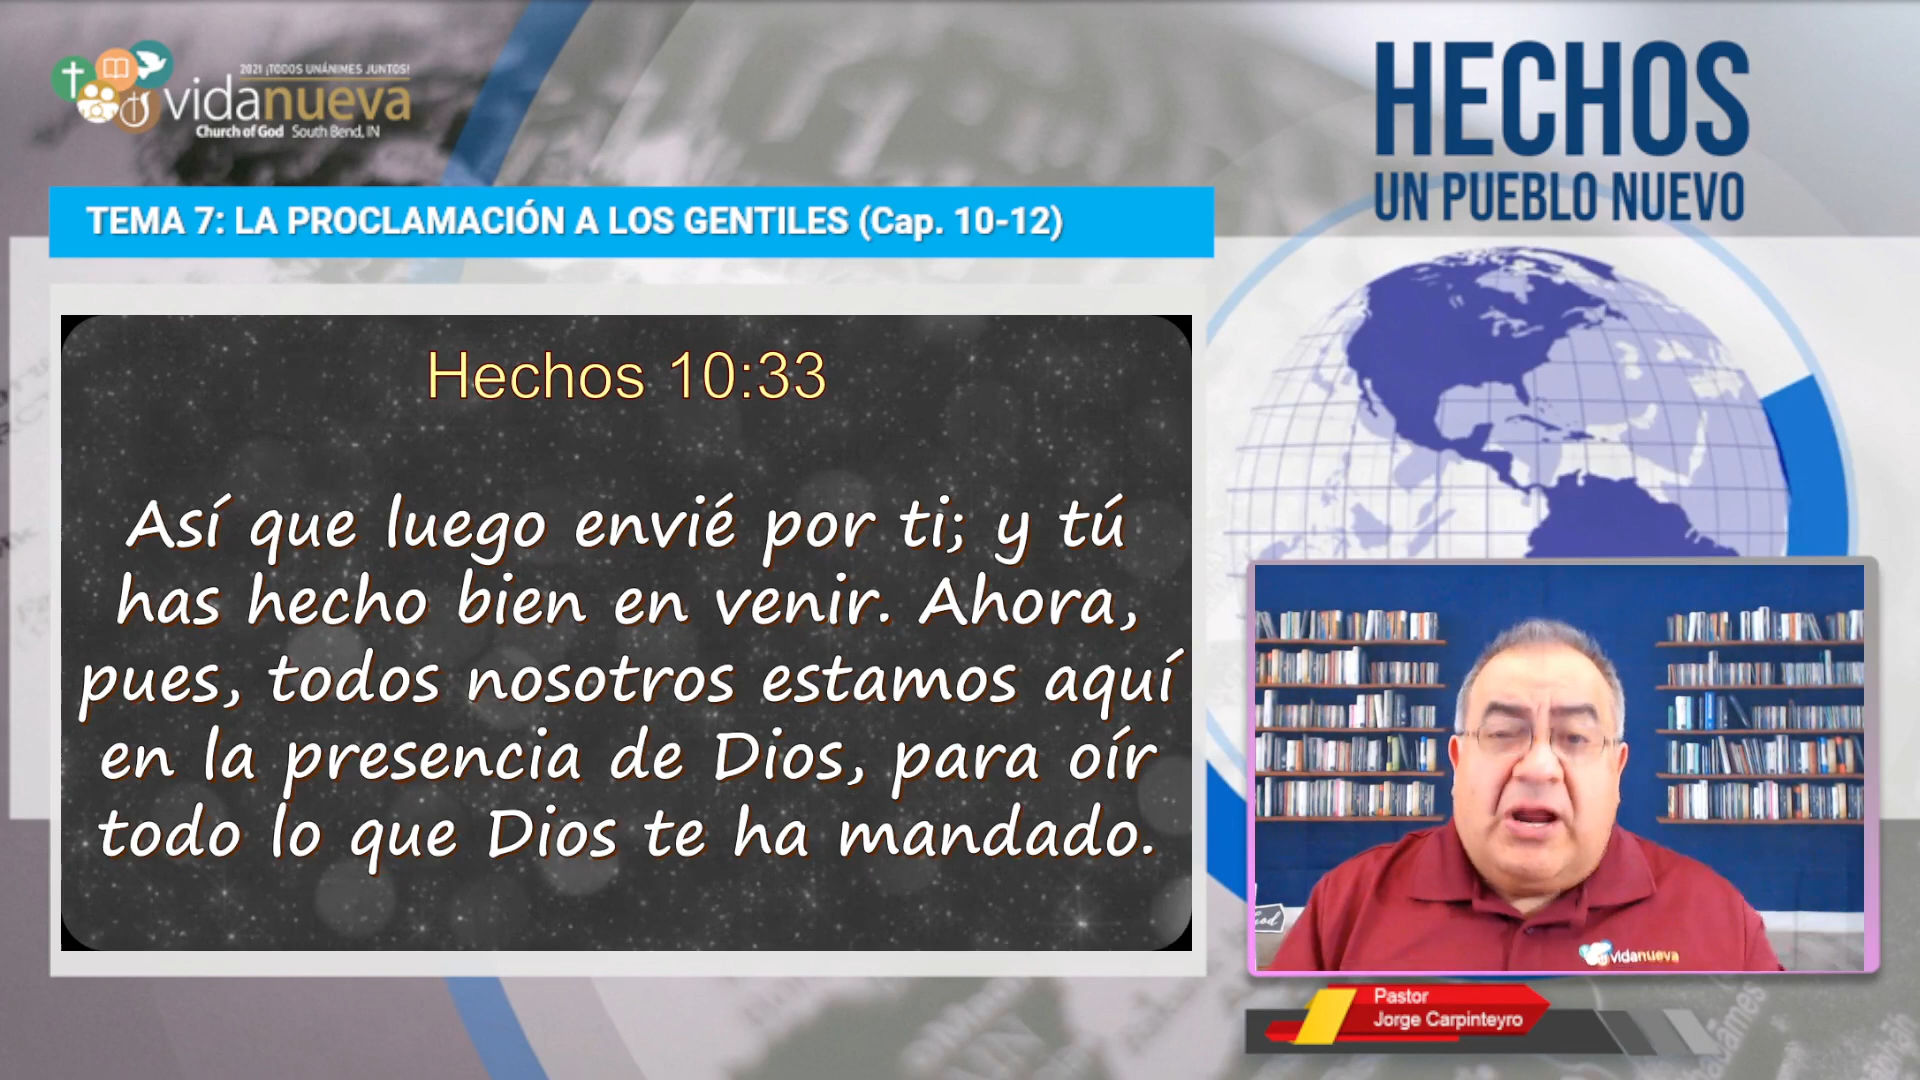 2021 ¡TODOS UNÁNIMES JUNTOS!
vidanueva
Church of God South Bend, IN
HECHOS
UN PUEBLO NUEVO
TEMA 7: LA PROCLAMACIÓN A LOS GENTILES (Cap. 10-12)
Hechos 10:33
Así que luego envié por ti; y tú
has hecho bien en venir. Ahora,
pues, todos nosotros estamos aquí
en la presencia de Dios, para oír
todo lo que Dios te ha mandado.
vidanueva
Pastor
Jorge Carpinteyro